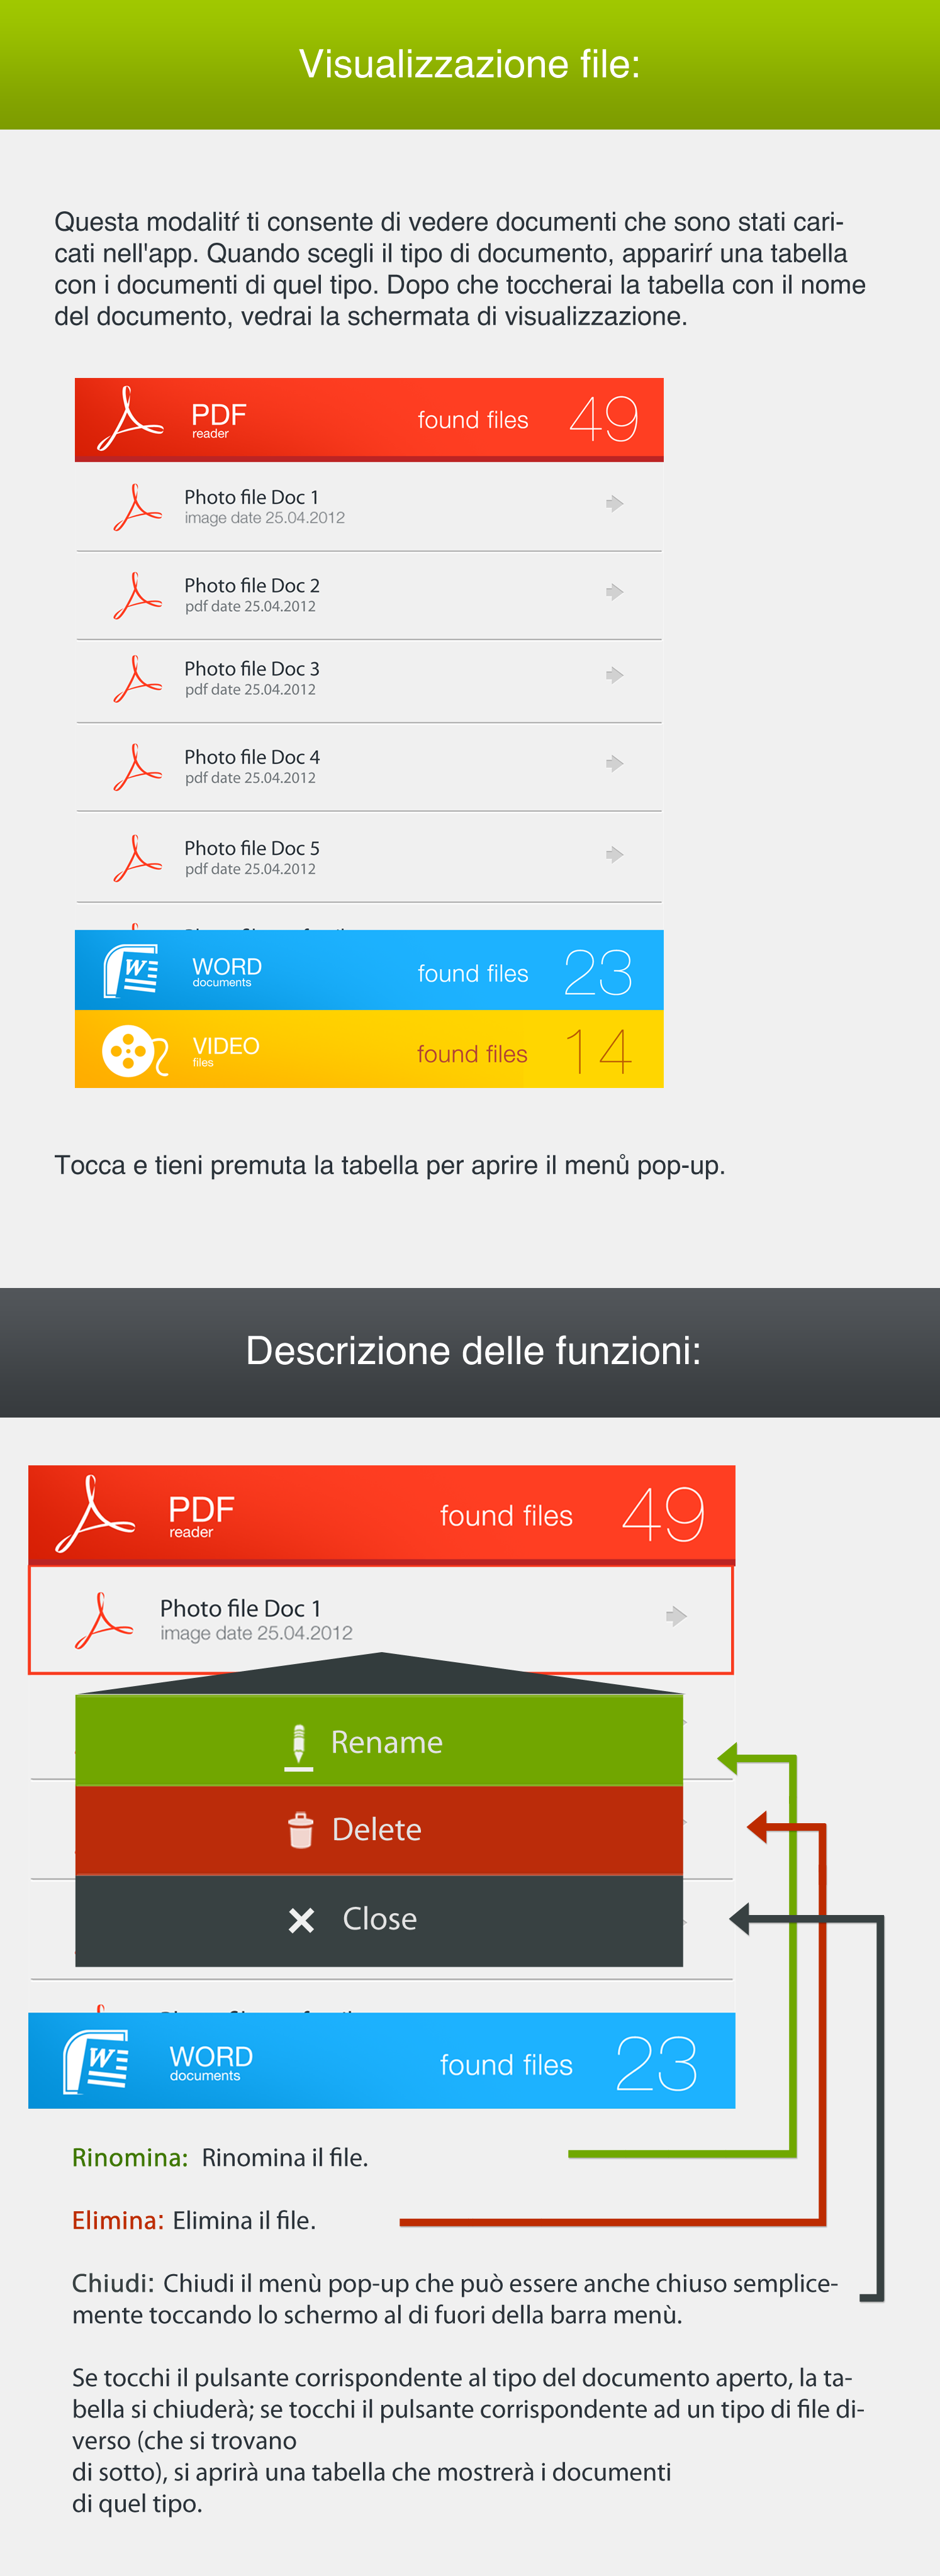 Visualizzazione file:
Questa modalitŕ ti consente di vedere documenti che sono stati cari-
cati nell'app. Quando scegli il tipo di documento, apparirŕ una tabella
con i documenti di quel tipo. Dopo che toccherai la tabella con il nome
del documento, vedrai la schermata di visualizzazione.
PDF found files 49
reader
Photo file Doc 1
image date 25.04.2012
Photo file Doc 2
pdf date 25.04.2012
Photo file Doc 3
pdf date 25.04.2012
Photo file Doc 4
pdf date 25.04.2012
Photo file Doc 5
pdf date 25.04.2012
W WORD found files 23
documents
VIDEO found files 14
files
Tocca e tieni premuta la tabella per aprire il menů pop-up.
Descrizione delle funzioni:
PDF found files 49
reader
Photo file Doc 1
image date 25.04.2012
Rename
Delete
Close
W WORD found files 23
documents
Rinomina: Rinomina il file.
Elimina: Elimina il file.
Chiudi: Chiudi il menù pop-up che può essere anche chiuso semplice-
mente toccando lo schermo al di fuori della barra menù.
Se tocchi il pulsante corrispondente al tipo del documento aperto, la ta-
bella si chiuderà; se tocchi il pulsante corrispondente ad un tipo di file di-
verso (che si trovano
di sotto), si aprirà una tabella che mostrerà i documenti
di quel tipo.